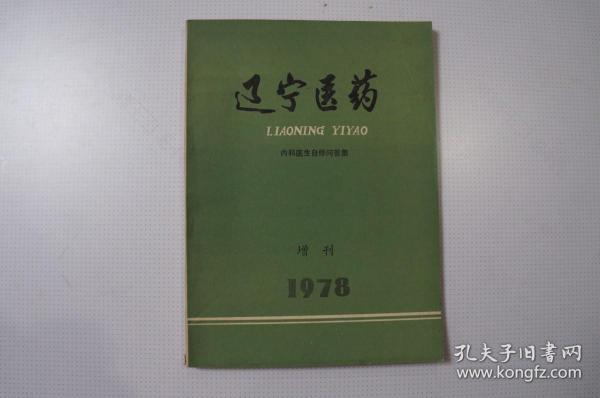 辽宁医药
LIAONING YIYAO
内科医生自修问答集
增刊
1978
孔夫子旧书网
www.kongfz.com